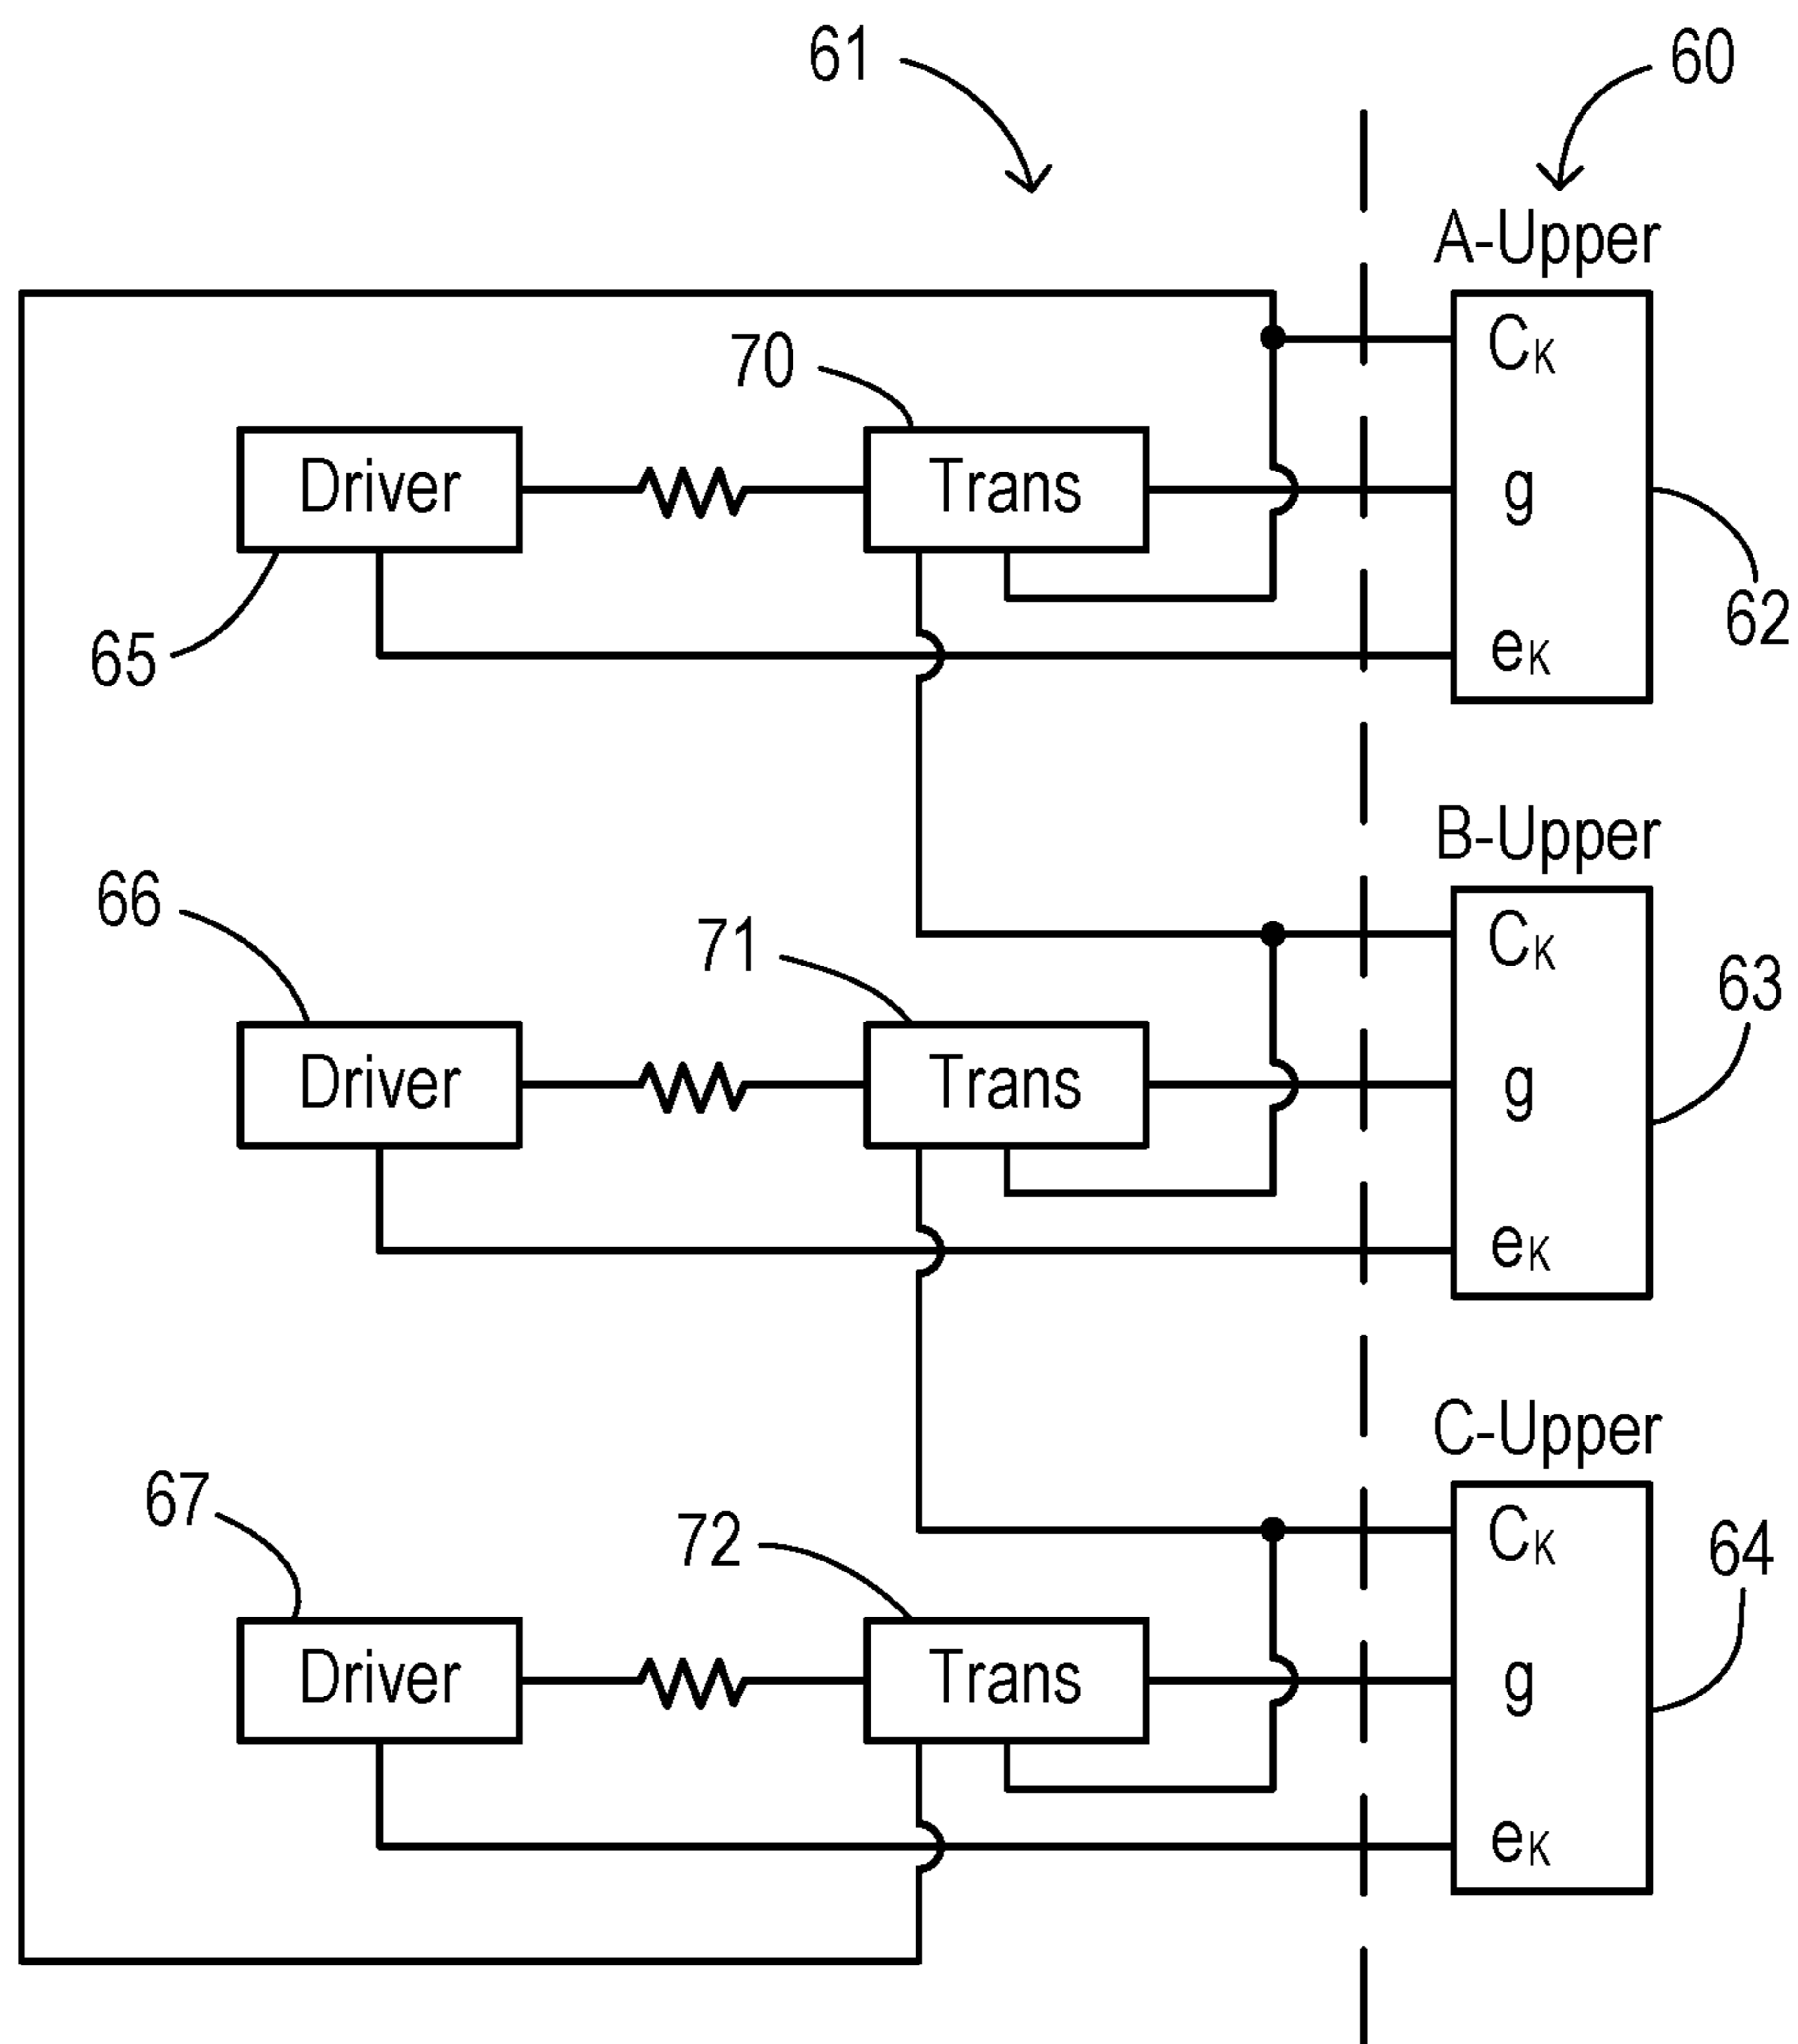 61
60
A-Upper
CK
70
Driver
Trans
g
65
eK
62
B-Upper
66
71
CK
63
Driver
Trans
g
eK
C-Upper
67
72
CK
64
Driver
Trans
g
eK